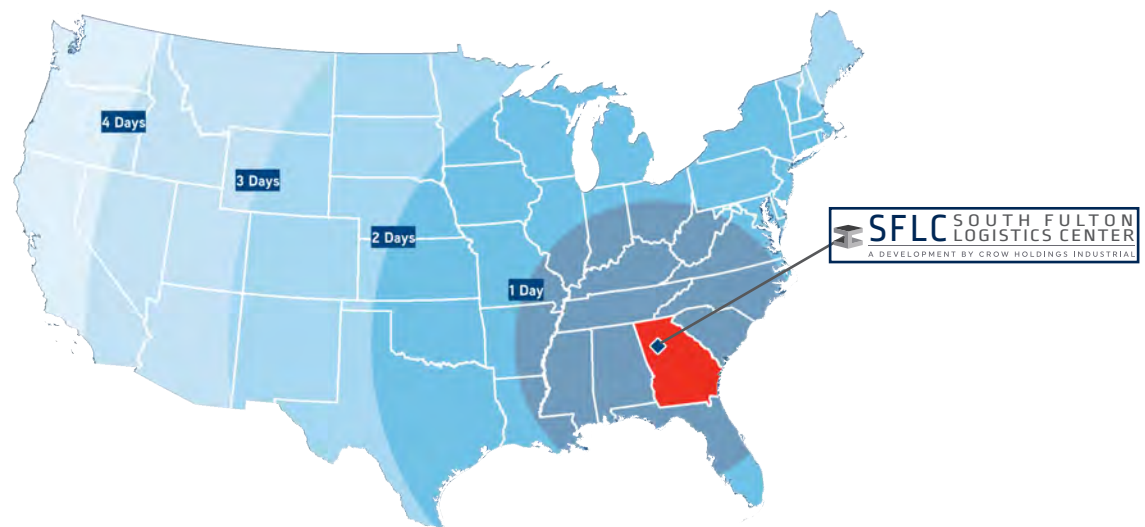 4 Days
3 Days
2 Days
1 Day
SFLC SOUTH FULTON
LOGISTICS CENTER
A DEVELOPMENT BY CROW HOLDINGS INDUSTRIAL